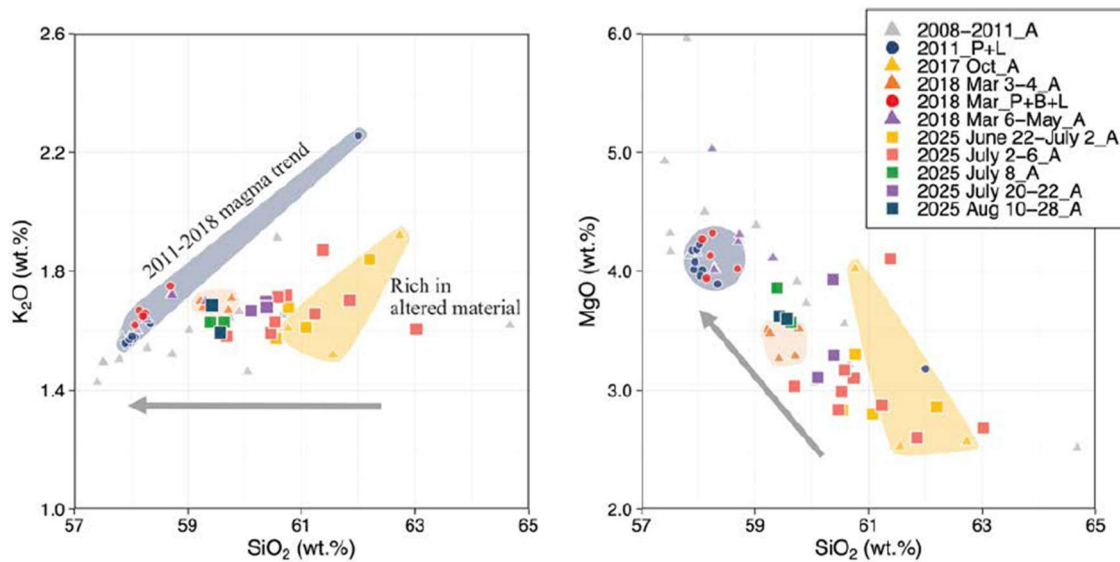 2.6
2.2
1.8
1.4
1.0
K2O (wt.%)
57
59
61
63
65
SiO2 (wt.%)
2011-2018 magma trend
Rich in
altered material
6.0
5.0
4.0
3.0
2.0
MgO (wt.%)
57
59
61
63
65
SiO2 (wt.%)
2008−2011_A
2011_P+L
2017 Oct_A
2018 Mar 3−4_A
2018 Mar_P+B+L
2018 Mar 6−May_A
2025 June 22−July 2_A
2025 July 2−6_A
2025 July 8_A
2025 July 20−22_A
2025 Aug 10−28_A